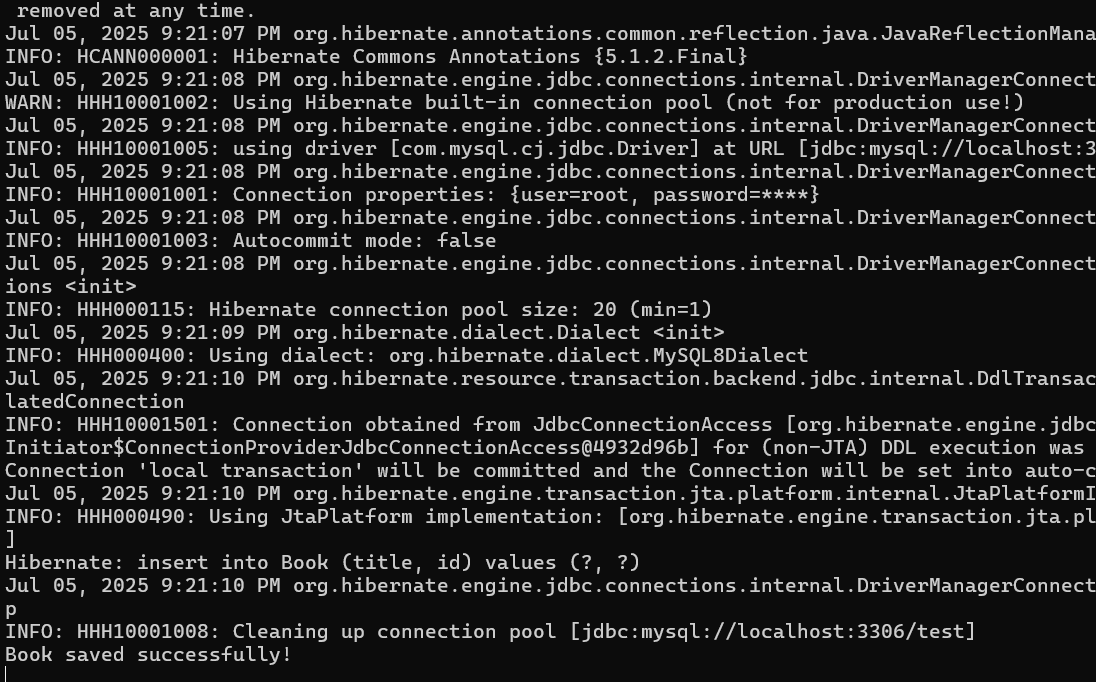 removed at any time.
Jul 05, 2025 9:21:07 PM org.hibernate.annotations.common.reflection.java.JavaReflectionMana
INFO: HCANN000001: Hibernate Commons Annotations {5.1.2.Final}
Jul 05, 2025 9:21:08 PM org.hibernate.engine.jdbc.connections.internal.DriverManagerConnect
WARN: HHH10001002: Using Hibernate built-in connection pool (not for production use!)
Jul 05, 2025 9:21:08 PM org.hibernate.engine.jdbc.connections.internal.DriverManagerConnect
INFO: HHH10001005: using driver [com.mysql.cj.jdbc.Driver] at URL [jdbc:mysql://localhost:3
Jul 05, 2025 9:21:08 PM org.hibernate.engine.jdbc.connections.internal.DriverManagerConnect
INFO: HHH10001001: Connection properties: {user=root, password=****}
Jul 05, 2025 9:21:08 PM org.hibernate.engine.jdbc.connections.internal.DriverManagerConnect
INFO: HHH10001003: Autocommit mode: false
Jul 05, 2025 9:21:08 PM org.hibernate.engine.jdbc.connections.internal.DriverManagerConnect
ions <init>
INFO: HHH000115: Hibernate connection pool size: 20 (min=1)
Jul 05, 2025 9:21:09 PM org.hibernate.dialect.Dialect <init>
INFO: HHH000400: Using dialect: org.hibernate.dialect.MySQL8Dialect
Jul 05, 2025 9:21:10 PM org.hibernate.resource.transaction.backend.jdbc.internal.DdlTransac
latedConnection
INFO: HHH10001501: Connection obtained from JdbcConnectionAccess [org.hibernate.engine.jdbc
Initiator$ConnectionProviderJdbcConnectionAccess@4932d96b] for (non-JTA) DDL execution was
Connection 'local transaction' will be committed and the Connection will be set into auto-c
Jul 05, 2025 9:21:10 PM org.hibernate.engine.transaction.jta.platform.internal.JtaPlatformI
INFO: HHH000490: Using JtaPlatform implementation: [org.hibernate.engine.transaction.jta.pl
]
Hibernate: insert into Book (title, id) values (?, ?)
Jul 05, 2025 9:21:10 PM org.hibernate.engine.jdbc.connections.internal.DriverManagerConnect
p
INFO: HHH10001008: Cleaning up connection pool [jdbc:mysql://localhost:3306/test]
Book saved successfully!